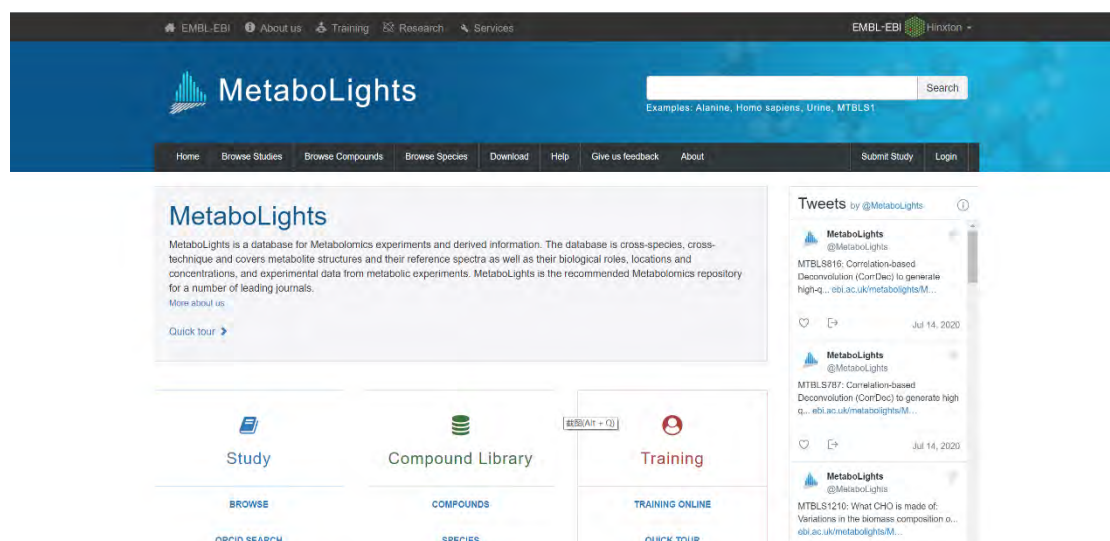 EMBL-EBI About us Training Research Services
EMBL-EBI Hinxton
MetaboLights
Search
Examples: Alanine, Homo sapiens, Urine, MTBLS1
Home Browse Studies Browse Compounds Browse Species Download Help Give us feedback About Submit Study Login
MetaboLights
MetaboLights is a database for Metabolomics experiments and derived information. The database is cross-species, cross-
technique and covers metabolite structures and their reference spectra as well as their biological roles, locations and
concentrations, and experimental data from metabolic experiments. MetaboLights is the recommended Metabolomics repository
for a number of leading journals.
More about us
Quick tour
Study
BROWSE
ORCID SEARCH
Compound Library
COMPOUNDS
SPECIES
(Alt + Q)
Training
TRAINING ONLINE
QUICK TOUR
Tweets by @MetaboLights
MetaboLights
@MetaboLights
MTBLS816: Correlation-based
Deconvolution (CorrDec) to generate
high-q... ebi.ac.uk/metabolights/M...
Jul 14, 2020
MetaboLights
@MetaboLights
MTBLS787: Correlation-based
Deconvolution (CorrDec) to generate high
q... ebi.ac.uk/metabolights/M...
Jul 14, 2020
MetaboLights
@MetaboLights
MTBLS1210: What CHO is made of:
Variations in the biomass composition o...
ebi.ac.uk/metabolights/M...